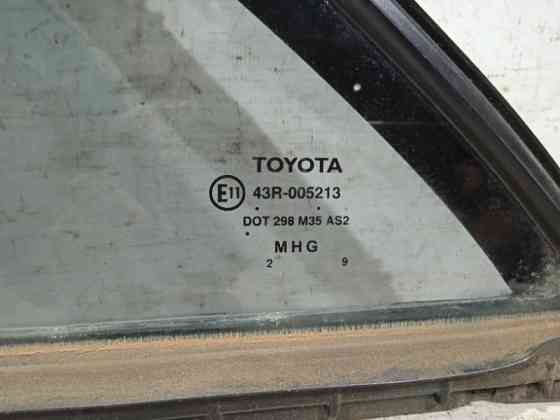 TOYOTA
E11 43R-005213
DOT 298 M35 AS2
MHG
2 9